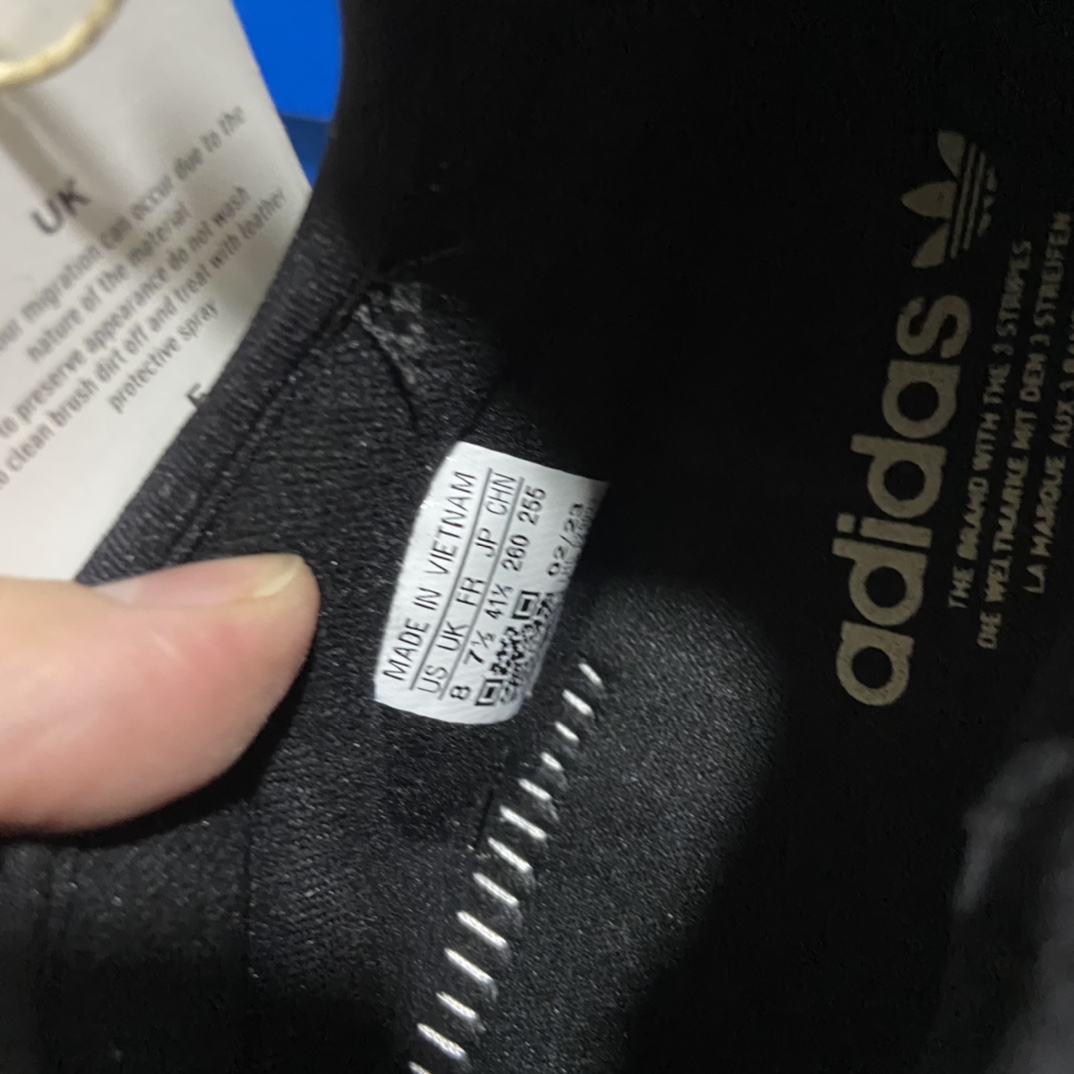 UK
our migration can occur due to the
nature of the material
to preserve appearance do not wash
clean brush dirt off and treat with leather
protective spray
MADE IN VIETNAM
US UK FR JP CHN
8 7½ 41⅓ 260 255
02/23
adidas
THE BRAND WITH THE 3 STRIPES
DIE WELTMARKE MIT DEN 3 STREIFEN
LA MARQUE AUX 3